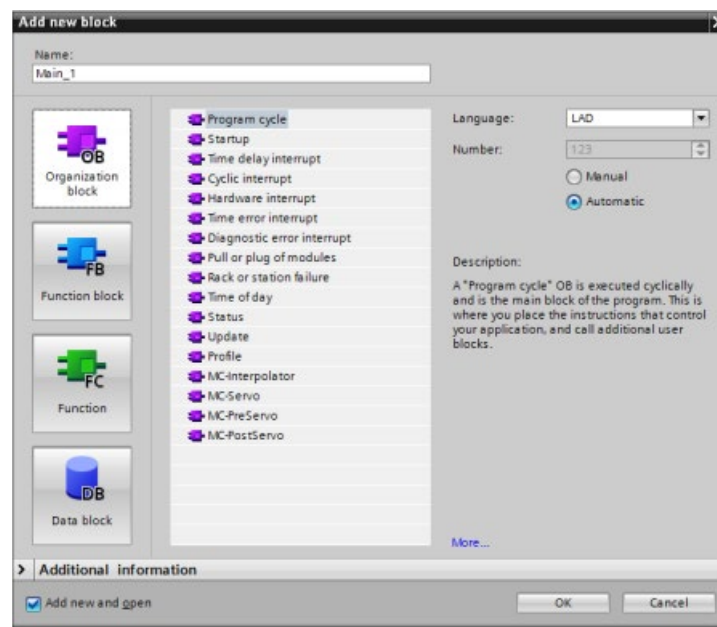 Add new block
Name:
Main_1
OB
Organization
block
FB
Function block
FC
Function
DB
Data block
Program cycle
Startup
Time delay interrupt
Cyclic interrupt
Hardware interrupt
Time error interrupt
Diagnostic error interrupt
Pull or plug of modules
Rack or station failure
Time of day
Status
Update
Profile
MC-Interpolator
MC-Servo
MC-PreServo
MC-PostServo
Language:
LAD
Number:
123
Manual
Automatic
Description:
A "Program cycle" OB is executed cyclically
and is the main block of the program. This is
where you place the instructions that control
your application, and call additional user
blocks.
More...
> Additional information
Add new and open
OK
Cancel